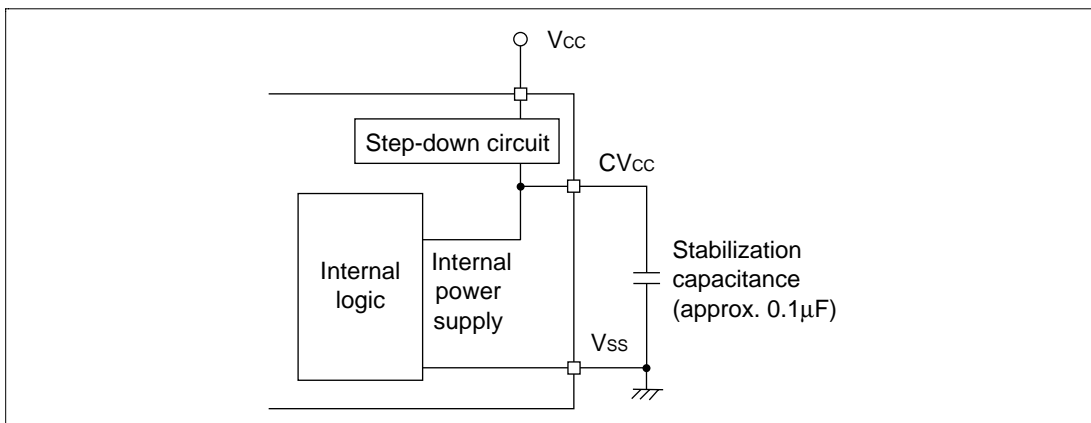 Vcc
Step-down circuit
CVcc
Internal
logic
Internal
power
supply
Stabilization
capacitance
(approx. 0.1μF)
Vss